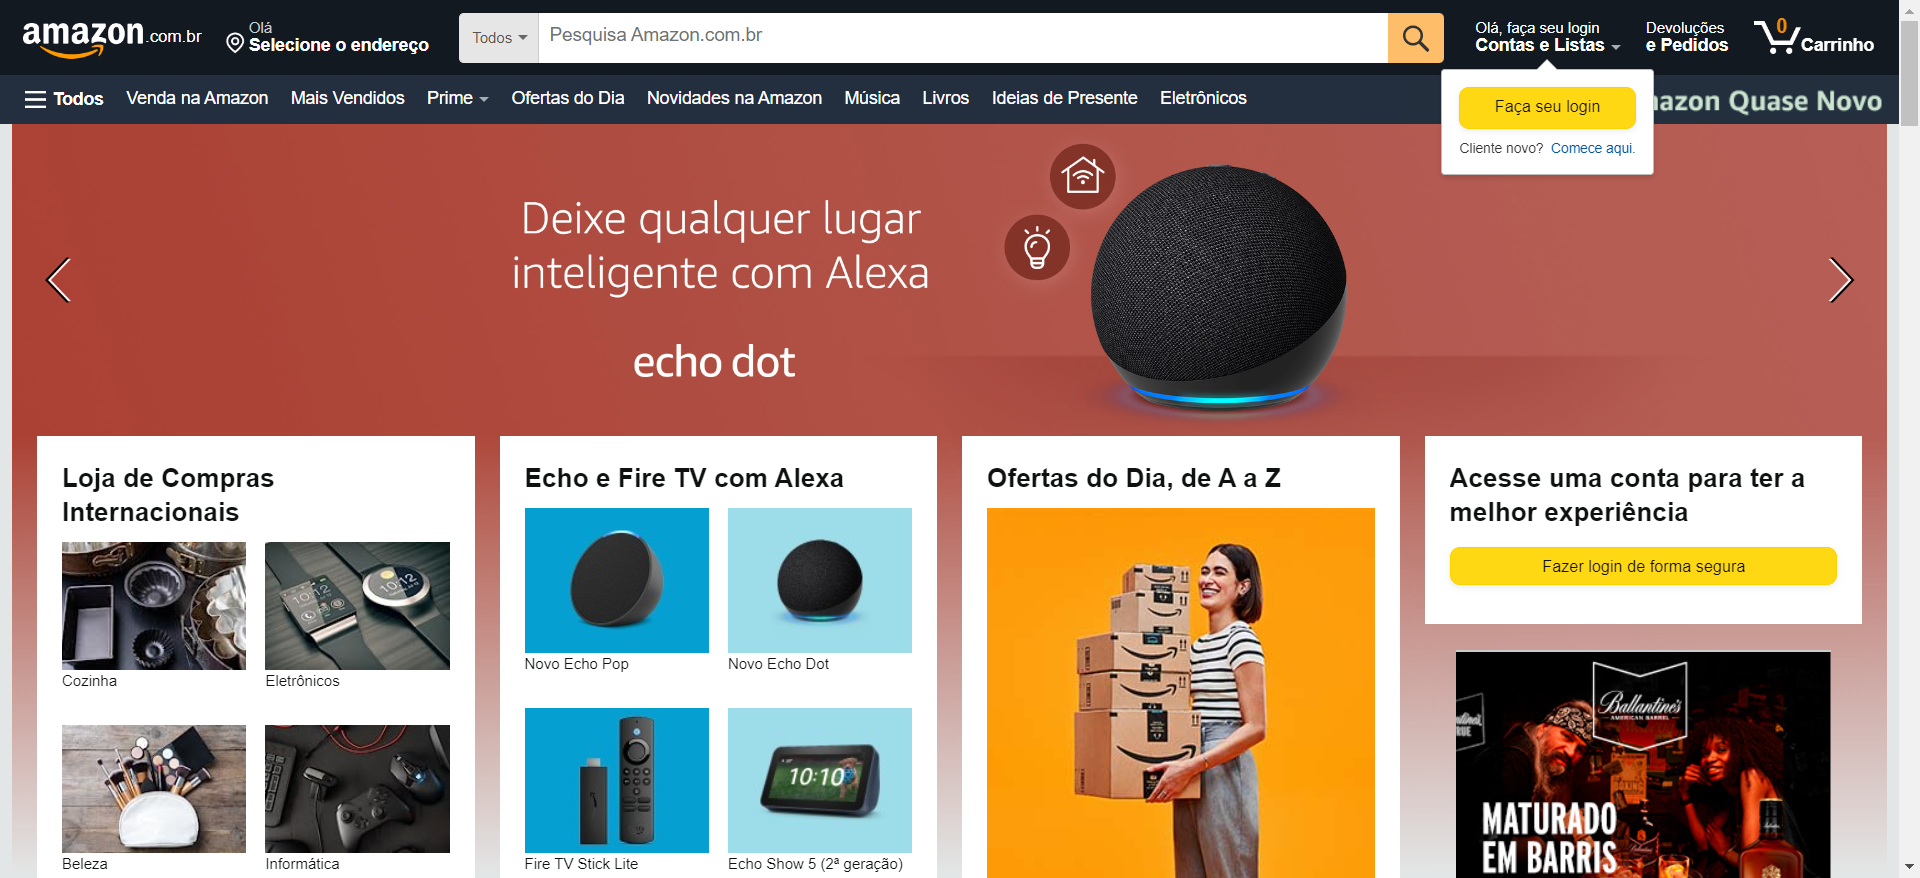 amazon.com.br
Olá
Selecione o endereço
Todos
Pesquisa Amazon.com.br
Olá, faça seu login
Contas e Listas
Devoluções
e Pedidos
0
Carrinho
Todos
Venda na Amazon
Mais Vendidos
Prime
Ofertas do Dia
Novidades na Amazon
Música
Livros
Ideias de Presente
Eletrônicos
Quase Novo
Faça seu login
Cliente novo? Comece aqui.
Deixe qualquer lugar
inteligente com Alexa
echo dot
Loja de Compras
Internacionais
Cozinha
Eletrônicos
Beleza
Informática
Echo e Fire TV com Alexa
Novo Echo Pop
Novo Echo Dot
Fire TV Stick Lite
10:10
Echo Show 5 (2ª geração)
Ofertas do Dia, de A a Z
Acesse uma conta para ter a
melhor experiência
Fazer login de forma segura
Ballantine's
AMERICAN BARREL
MATURADO
EM BARRIS